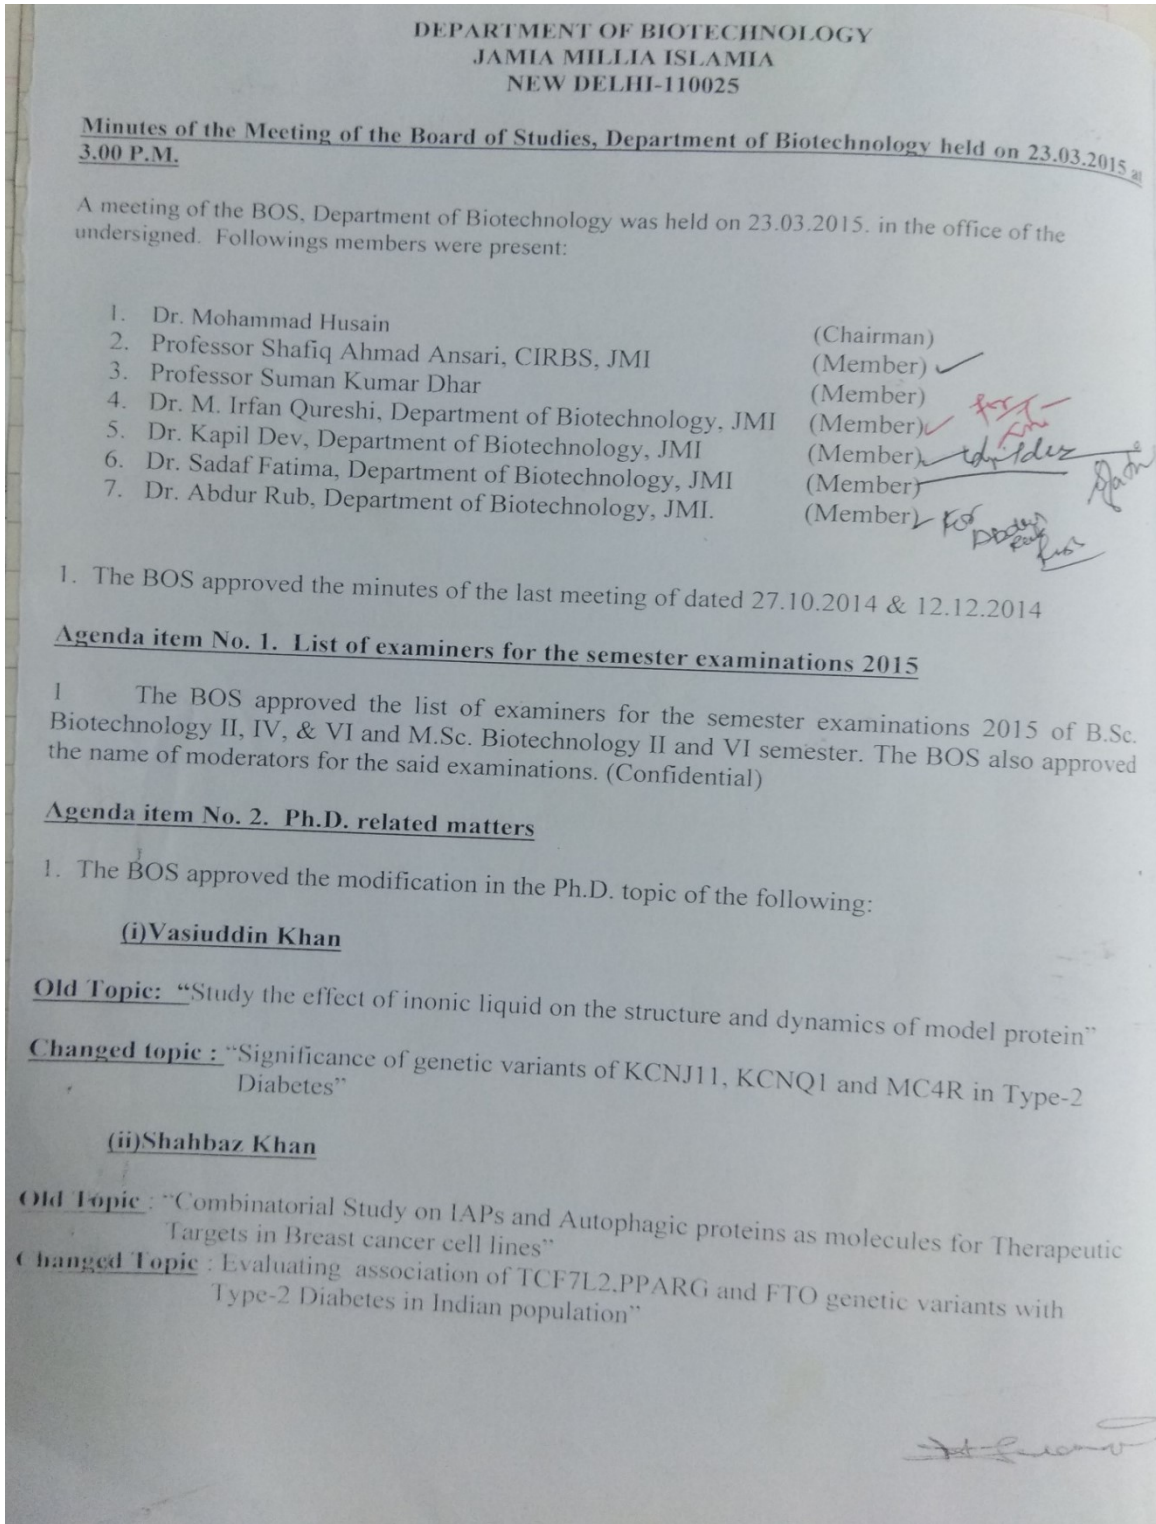 DEPARTMENT OF BIOTECHNOLOGY
JAMIA MILLIA ISLAMIA
NEW DELHI-110025
Minutes of the Meeting of the Board of Studies, Department of Biotechnology held on 23.03.2015 at
3.00 P.M.
A meeting of the BOS, Department of Biotechnology was held on 23.03.2015. in the office of the
undersigned. Followings members were present:
1. Dr. Mohammad Husain (Chairman)
2. Professor Shafiq Ahmad Ansari, CIRBS, JMI (Member)
3. Professor Suman Kumar Dhar (Member)
4. Dr. M. Irfan Qureshi, Department of Biotechnology, JMI (Member)
5. Dr. Kapil Dev, Department of Biotechnology, JMI (Member)
6. Dr. Sadaf Fatima, Department of Biotechnology, JMI (Member)
7. Dr. Abdur Rub, Department of Biotechnology, JMI. (Member) For
1. The BOS approved the minutes of the last meeting of dated 27.10.2014 & 12.12.2014
Agenda item No. 1. List of examiners for the semester examinations 2015
1 The BOS approved the list of examiners for the semester examinations 2015 of B.Sc.
Biotechnology II, IV, & VI and M.Sc. Biotechnology II and VI semester. The BOS also approved
the name of moderators for the said examinations. (Confidential)
Agenda item No. 2. Ph.D. related matters
1. The BOS approved the modification in the Ph.D. topic of the following:
(i)Vasiuddin Khan
Old Topic: “Study the effect of inonic liquid on the structure and dynamics of model protein”
Changed topic : “Significance of genetic variants of KCNJ11, KCNQ1 and MC4R in Type-2
Diabetes”
(ii)Shahbaz Khan
Old Topic : “Combinatorial Study on IAPs and Autophagic proteins as molecules for Therapeutic
Targets in Breast cancer cell lines”
Changed Topic : Evaluating association of TCF7L2,PPARG and FTO genetic variants with
Type-2 Diabetes in Indian population”